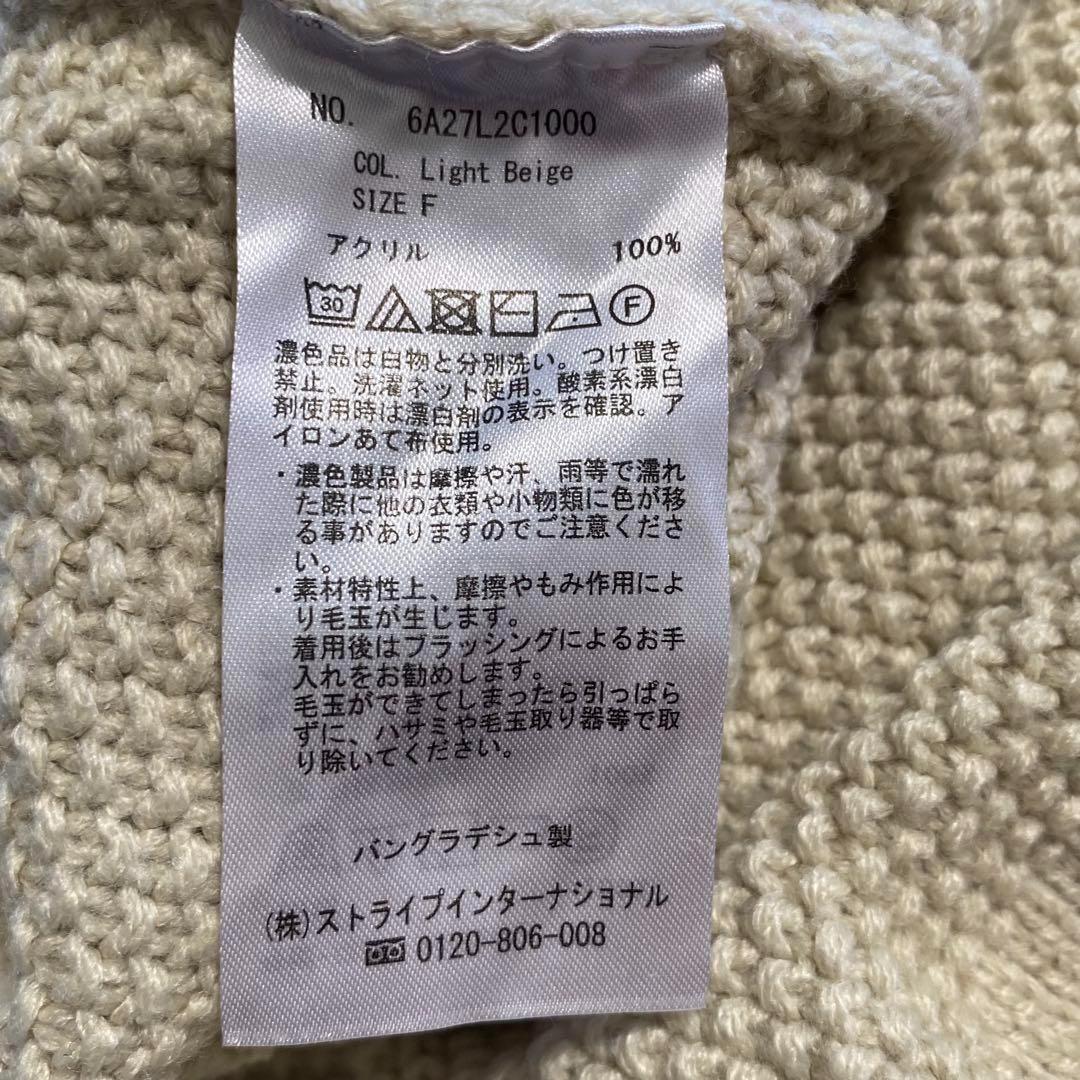 NO. 6A27L2C1000
COL. Light Beige
SIZE F
アクリル 100%
30 F
濃色品は白物と分別洗い。つけ置き
禁止。洗濯ネット使用。酸素系漂白
剤使用時は漂白剤の表示を確認。ア
イロンあて布使用。
・濃色製品は摩擦や汗、雨等で濡れ
た際に他の衣類や小物類に色が移
る事がありますのでご注意くださ
い。
・素材特性上、摩擦やもみ作用によ
り毛玉が生じます。
着用後はブラッシングによるお手
入れをお勧めします。
毛玉ができてしまったら引っぱら
ずに、ハサミや毛玉取り器等で取
り除いてください。
バングラデシュ製
(株)ストライプインターナショナル
0120-806-008